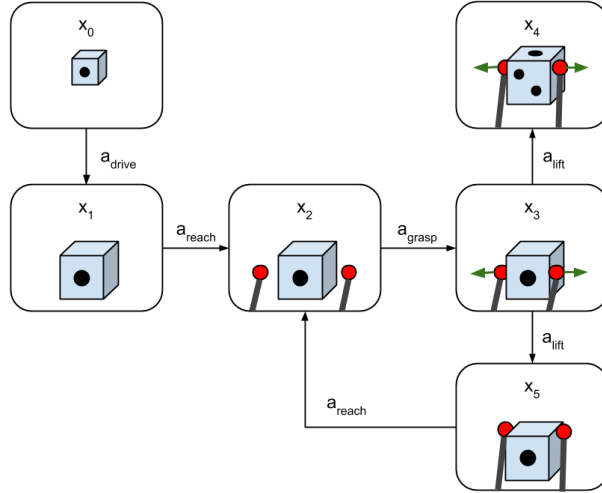 x0
x4
adrive
alift
x1
areach
x2
agrasp
x3
alift
areach
x5